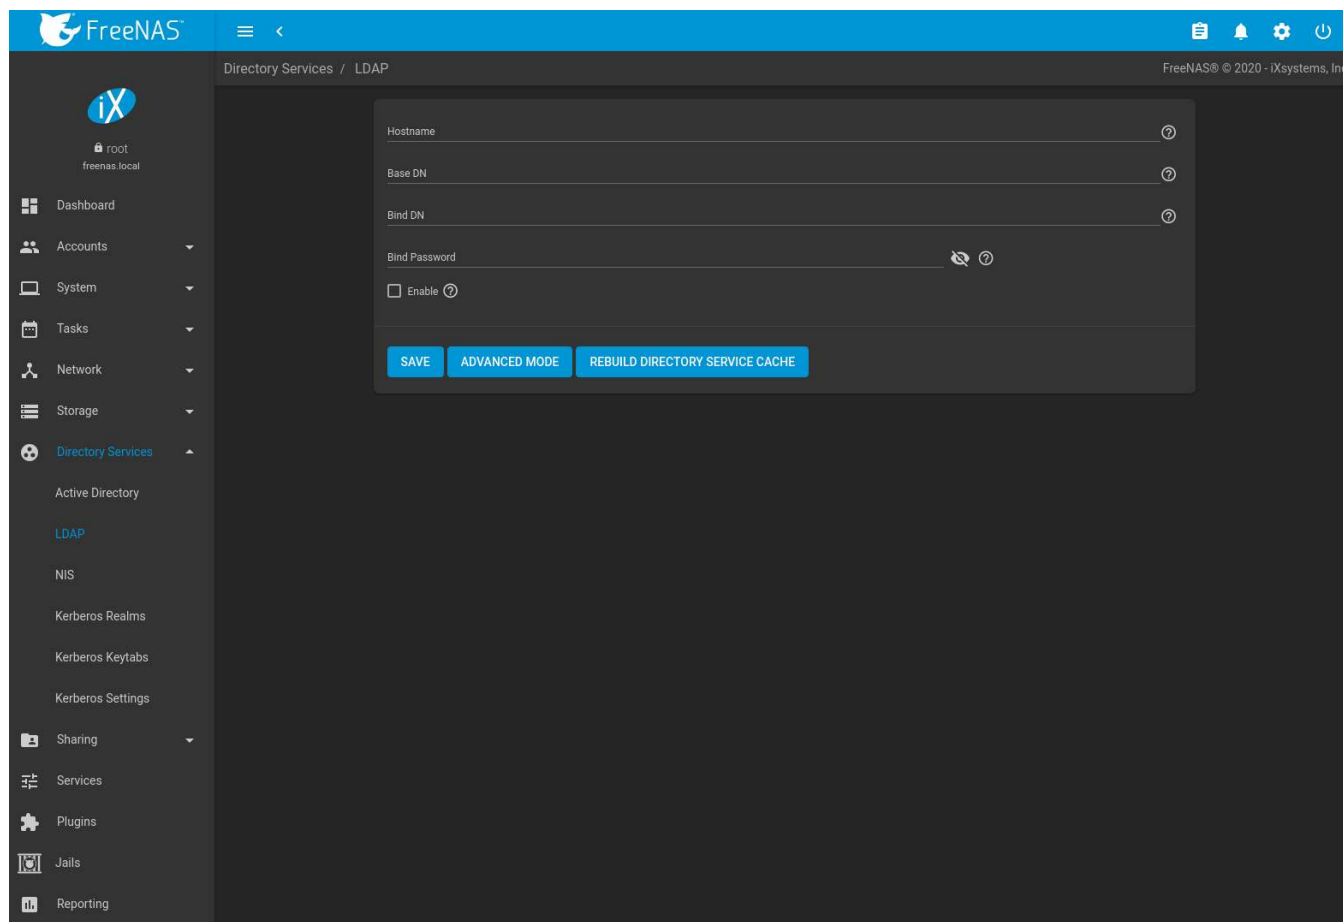 FreeNAS™
Directory Services / LDAP
FreeNAS® © 2020 - iXsystems, Inc
iX
root
freenas.local
Dashboard
Accounts
System
Tasks
Network
Storage
Directory Services
Active Directory
LDAP
NIS
Kerberos Realms
Kerberos Keytabs
Kerberos Settings
Sharing
Services
Plugins
Jails
Reporting
Hostname
Base DN
Bind DN
Bind Password
Enable
SAVE ADVANCED MODE REBUILD DIRECTORY SERVICE CACHE